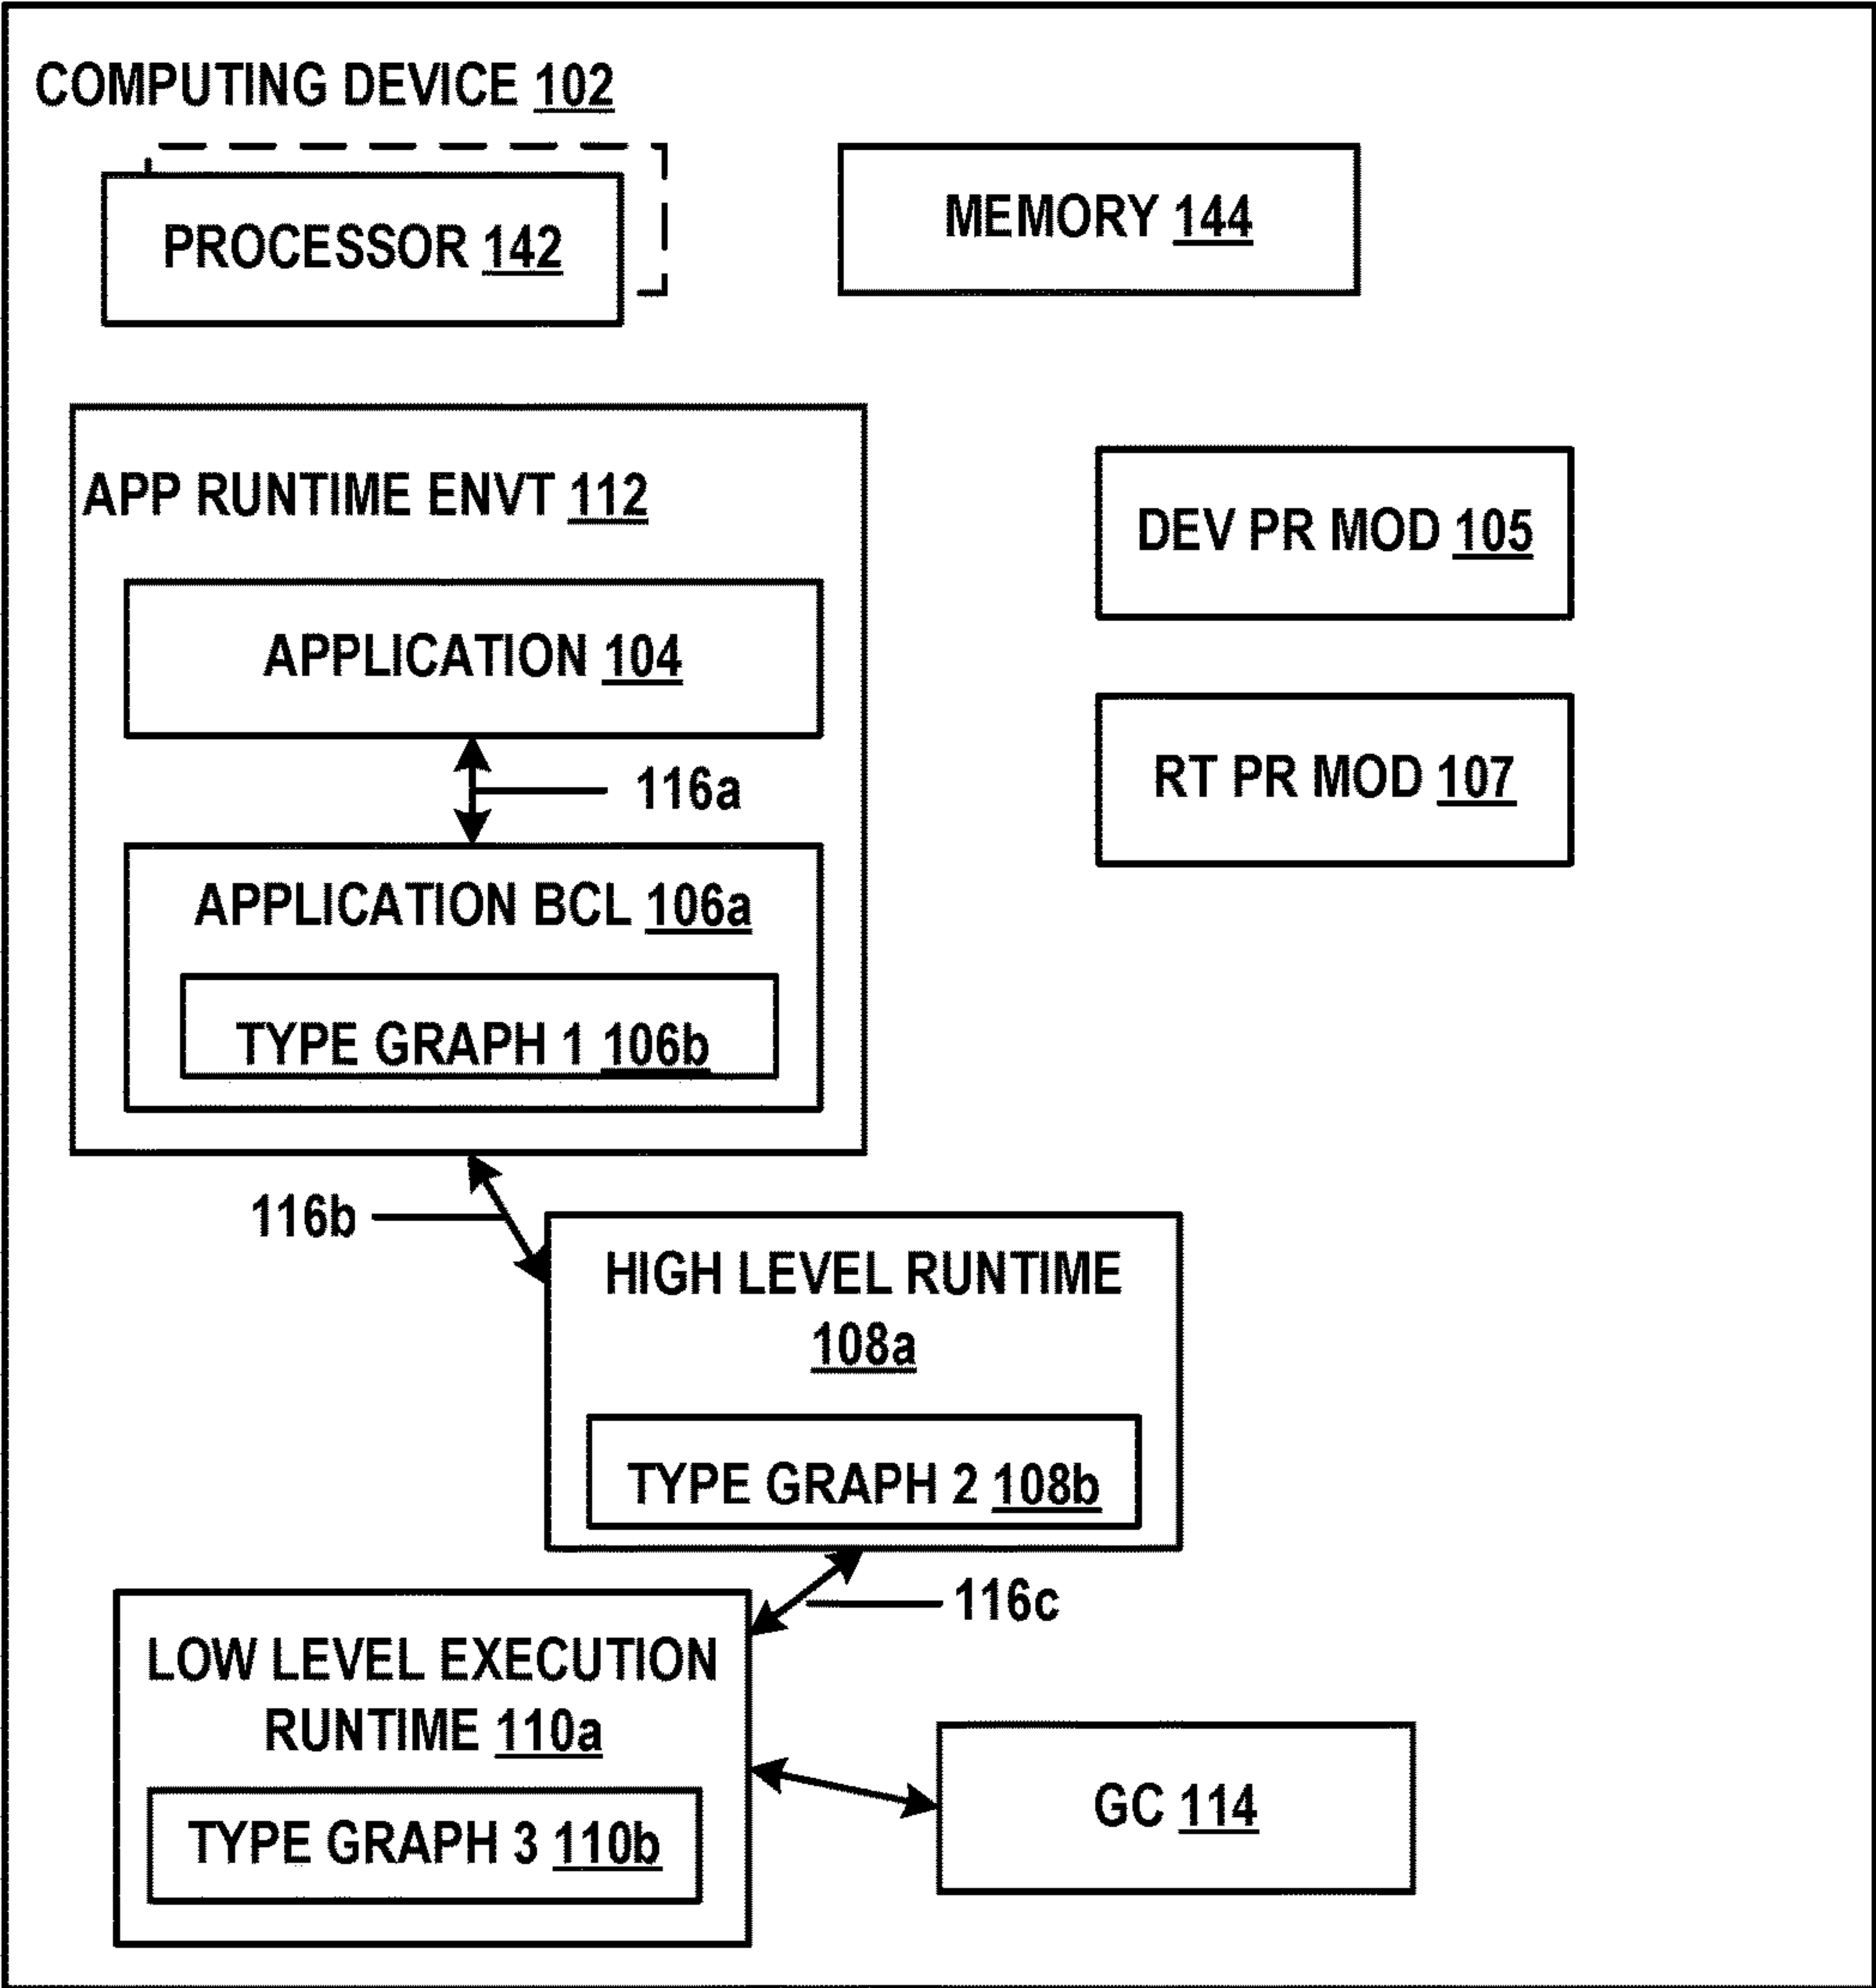 COMPUTING DEVICE 102
PROCESSOR 142
MEMORY 144
APP RUNTIME ENVT 112
APPLICATION 104
116a
APPLICATION BCL 106a
TYPE GRAPH 1 106b
DEV PR MOD 105
RT PR MOD 107
116b
HIGH LEVEL RUNTIME
108a
TYPE GRAPH 2 108b
116c
LOW LEVEL EXECUTION
RUNTIME 110a
TYPE GRAPH 3 110b
GC 114